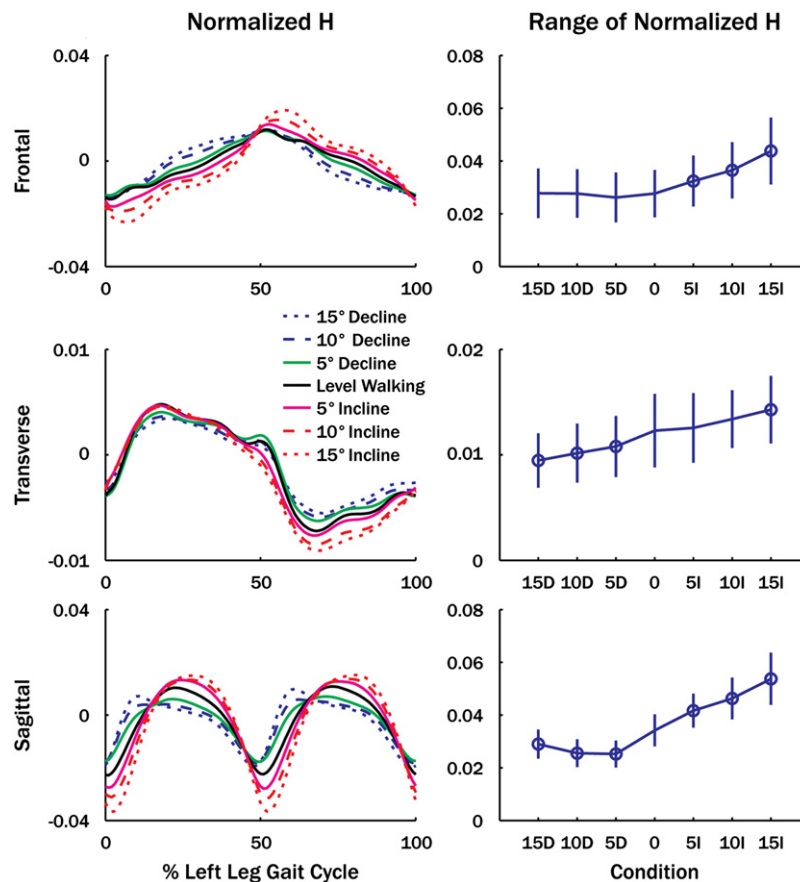 Normalized H
Range of Normalized H
Frontal
0.04
0
-0.04
0
50
100
0.08
0.06
0.04
0.02
0
15D 10D 5D 0 5I 10I 15I
15° Decline
10° Decline
5° Decline
Level Walking
5° Incline
10° Incline
15° Incline
Transverse
0.01
0
-0.01
0
50
100
0.02
0.01
0
15D 10D 5D 0 5I 10I 15I
Sagittal
0.04
0
-0.04
0
50
100
% Left Leg Gait Cycle
0.08
0.06
0.04
0.02
0
15D 10D 5D 0 5I 10I 15I
Condition